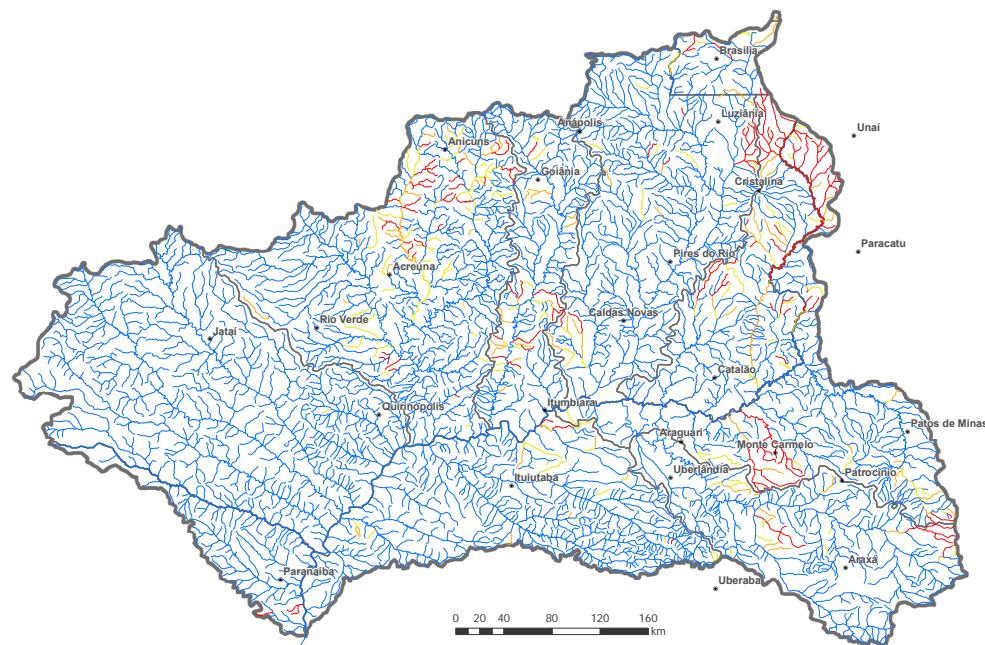 Brasília
Luziânia
Unaí
Anápolis
Anicuns
Goiânia
Cristalina
Paracatu
Pires do Rio
Acreúna
Rio Verde
Caldas Novas
Jataí
Catalão
Quirinópolis
Itumbiara
Patos de Minas
Araguari
Monte Carmelo
Uberlândia
Patrocínio
Ituiutaba
Araxá
Paranaíba
Uberaba
0 20 40 80 120 160
km